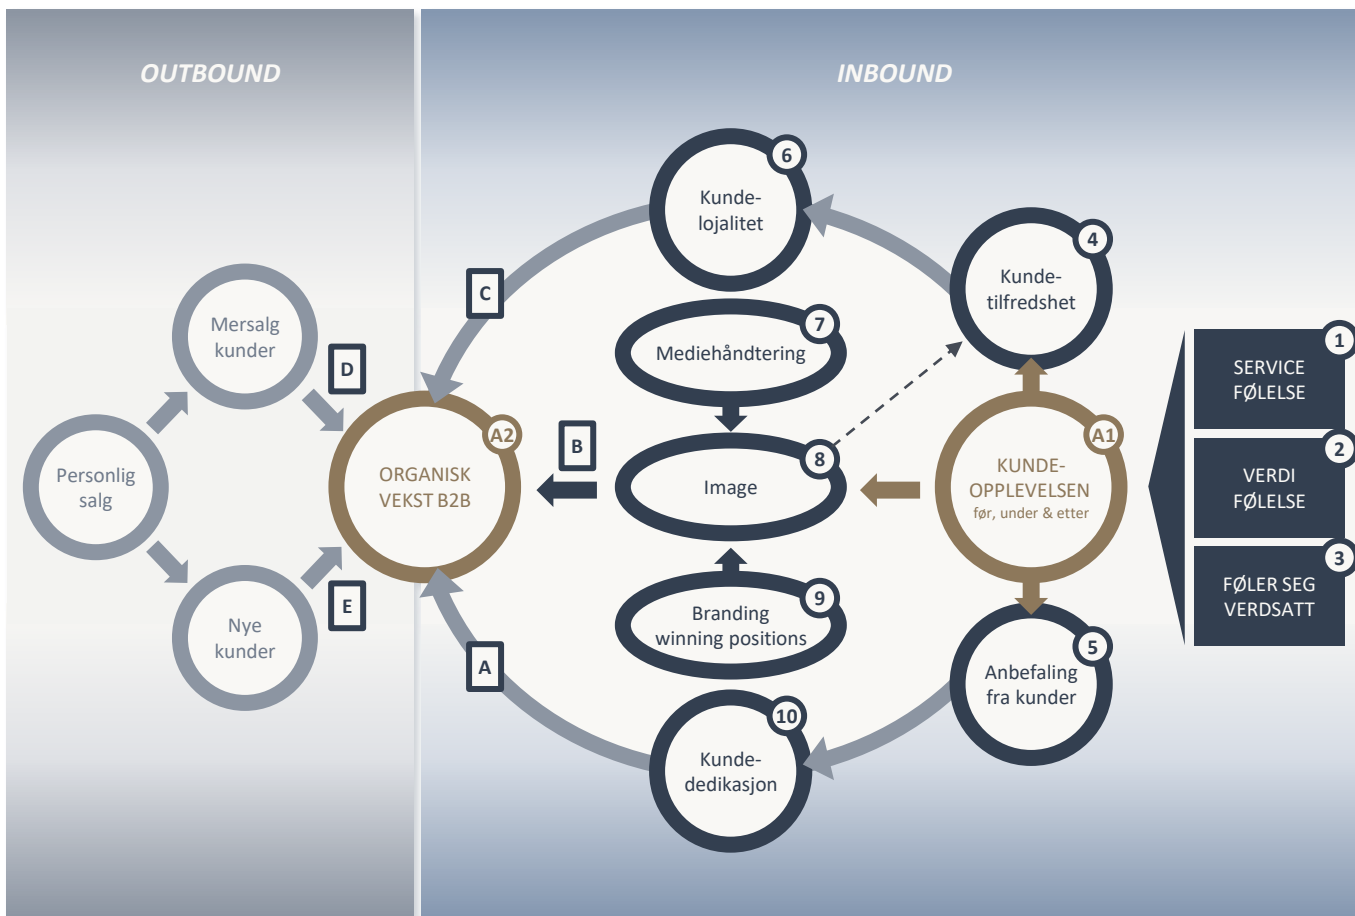 OUTBOUND
INBOUND
6
Kunde-
lojalitet
4
Kunde-
tilfredshet
C
7
Mediehåndtering
1
SERVICE
FØLELSE
Mersalg
kunder
D
A2
ORGANISK
VEKST B2B
B
8
Image
A1
KUNDE-
OPPLEVELSEN
før, under & etter
2
VERDI
FØLELSE
Personlig
salg
3
FØLER SEG
VERDSATT
E
Nye
kunder
9
Branding
winning positions
A
5
Anbefaling
fra kunder
10
Kunde-
dedikasjon